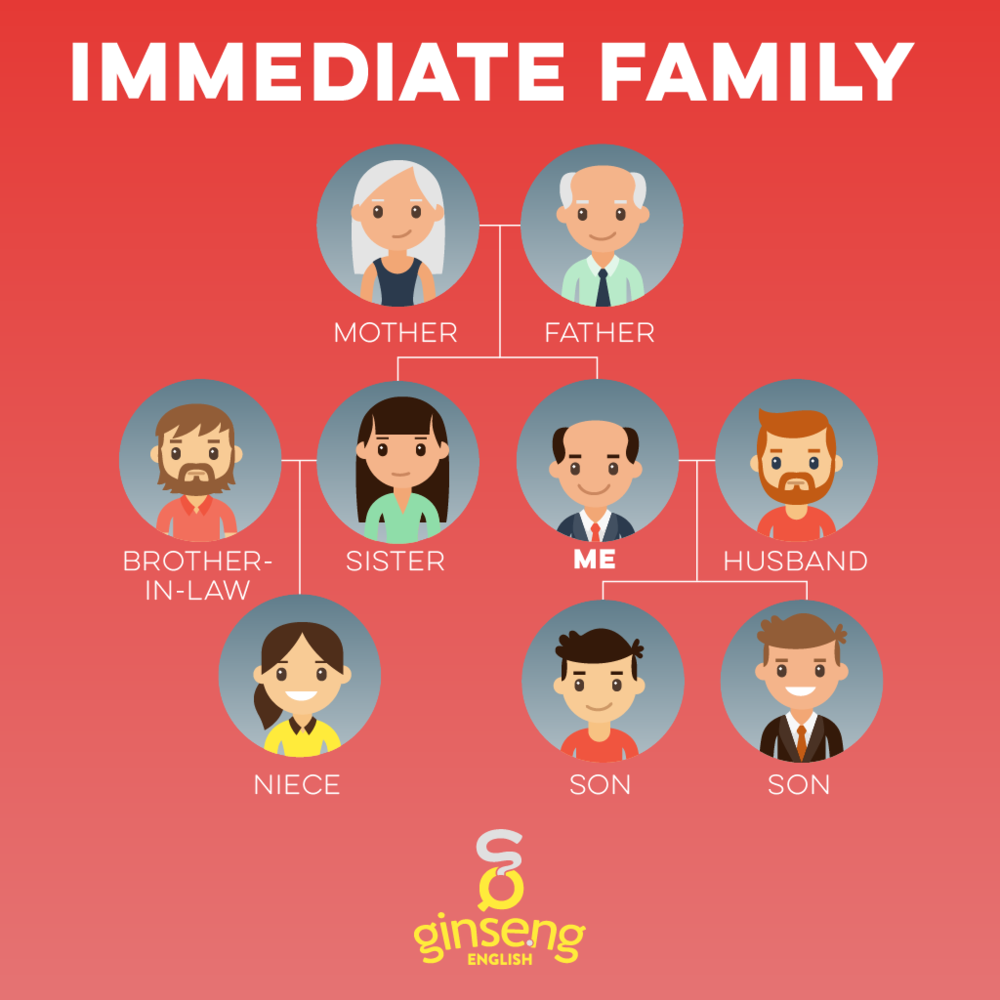 IMMEDIATE FAMILY
MOTHER
FATHER
BROTHER-
IN-LAW
SISTER
ME
HUSBAND
NIECE
SON
SON
ginseng
ENGLISH